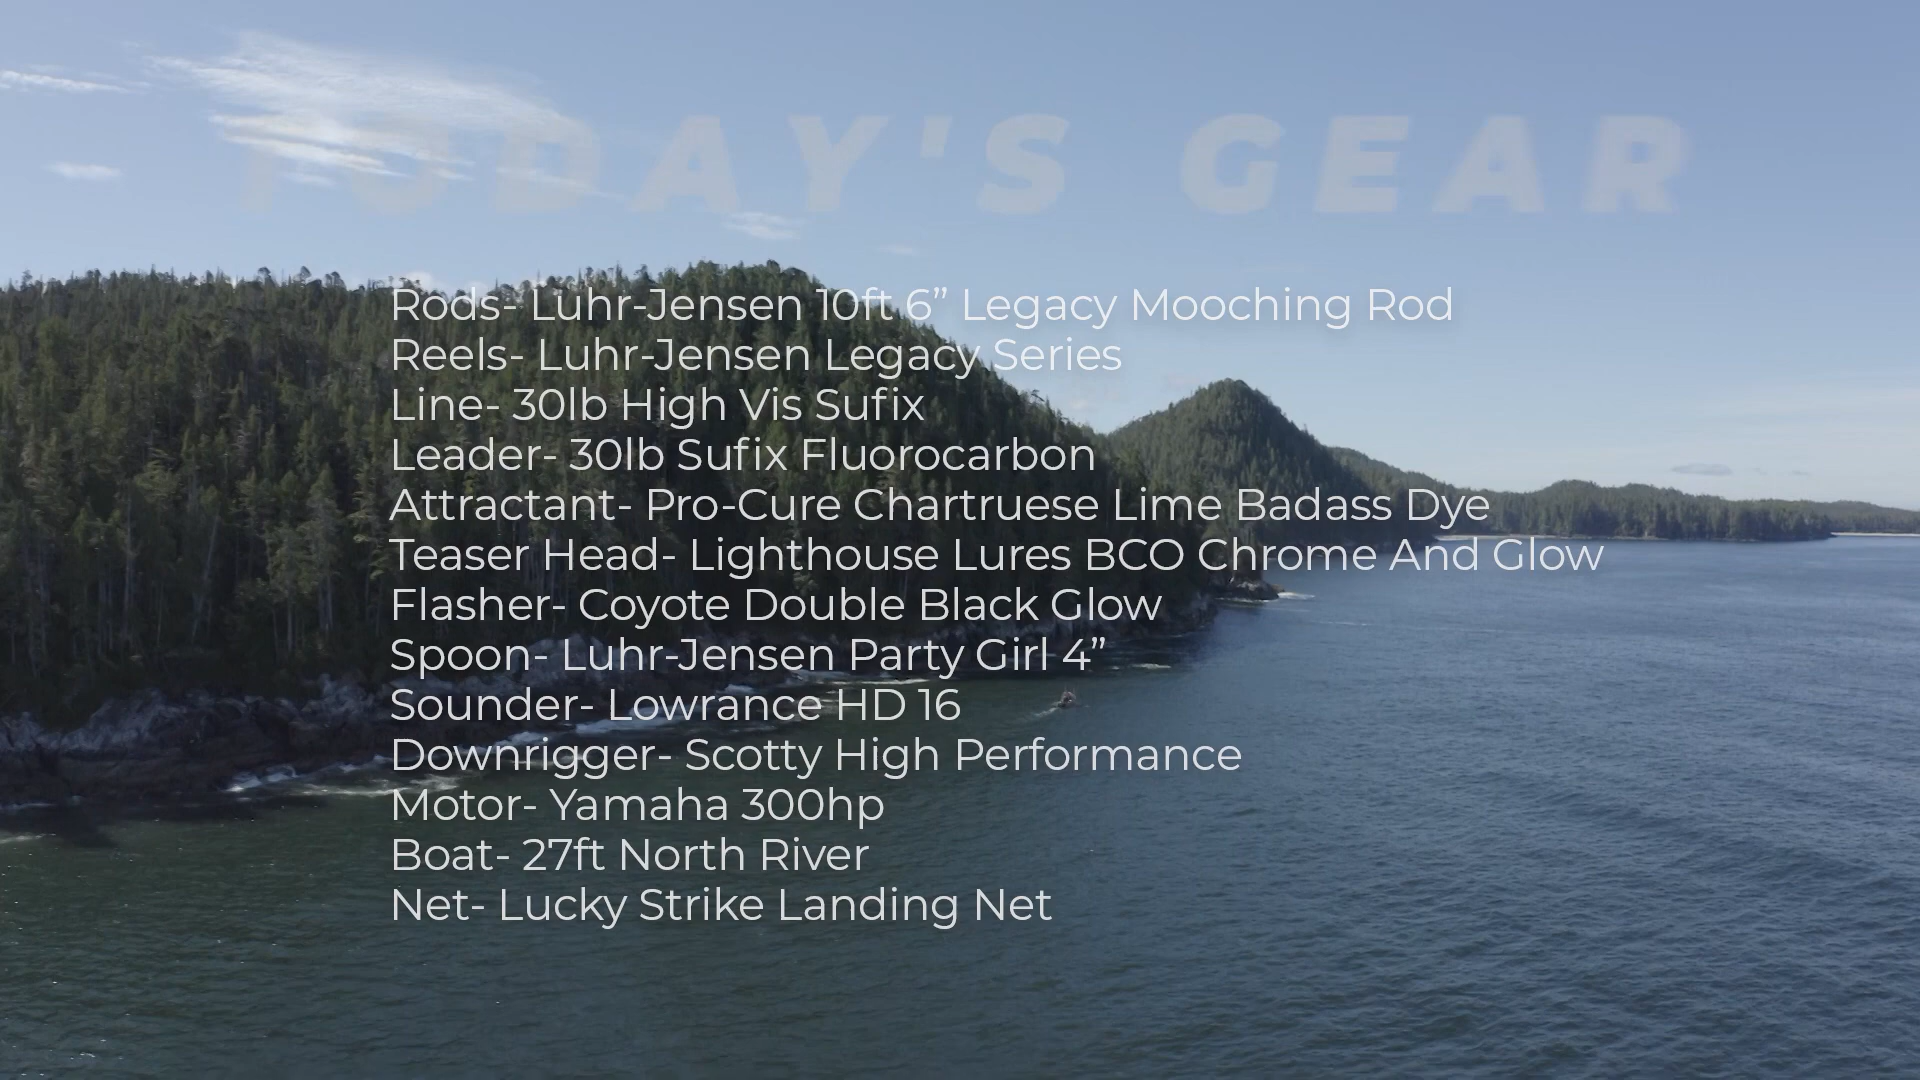 TODAY'S GEAR
Rods- Luhr-Jensen 10ft 6” Legacy Mooching Rod
Reels- Luhr-Jensen Legacy Series
Line- 30lb High Vis Sufix
Leader- 30lb Sufix Fluorocarbon
Attractant- Pro-Cure Chartruese Lime Badass Dye
Teaser Head- Lighthouse Lures BCO Chrome And Glow
Flasher- Coyote Double Black Glow
Spoon- Luhr-Jensen Party Girl 4”
Sounder- Lowrance HD 16
Downrigger- Scotty High Performance
Motor- Yamaha 300hp
Boat- 27ft North River
Net- Lucky Strike Landing Net